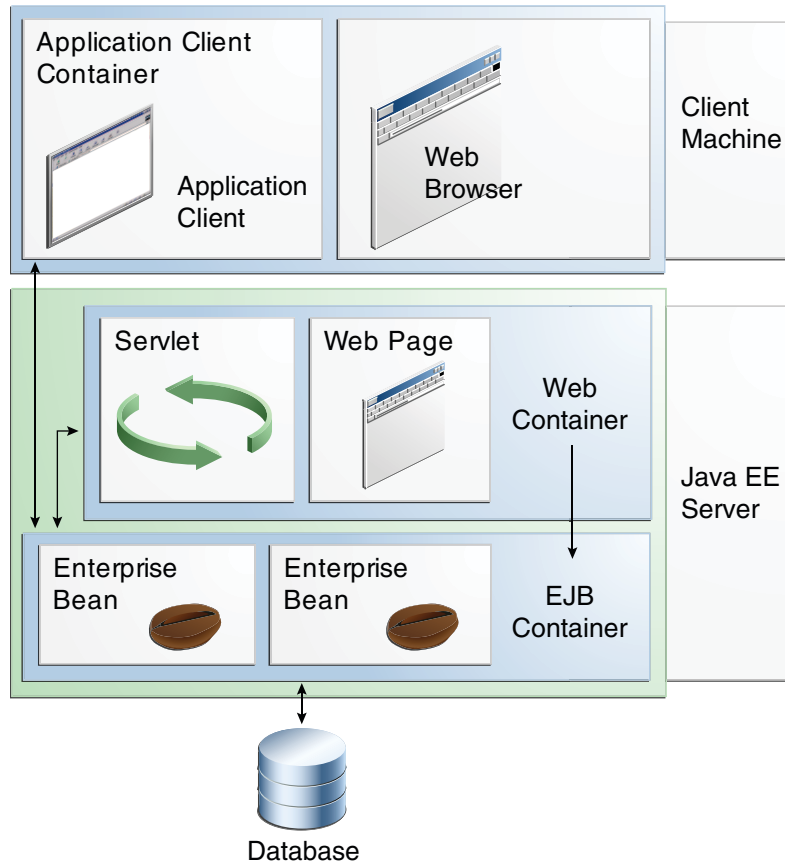 Application Client
Container
Application
Client
Web
Browser
Client
Machine
Servlet
Web Page
Web
Container
Java EE
Server
Enterprise
Bean
Enterprise
Bean
EJB
Container
Database